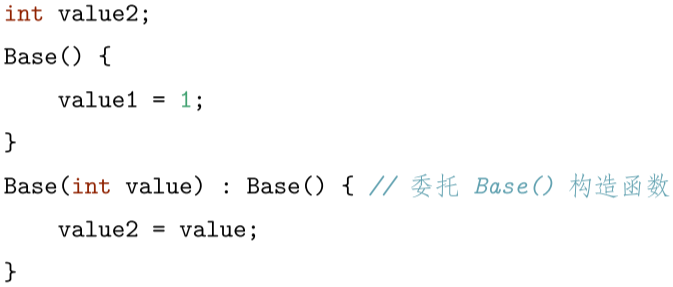 int value2;
Base() {
    value1 = 1;
}
Base(int value) : Base() { // 委托 Base() 构造函数
    value2 = value;
}